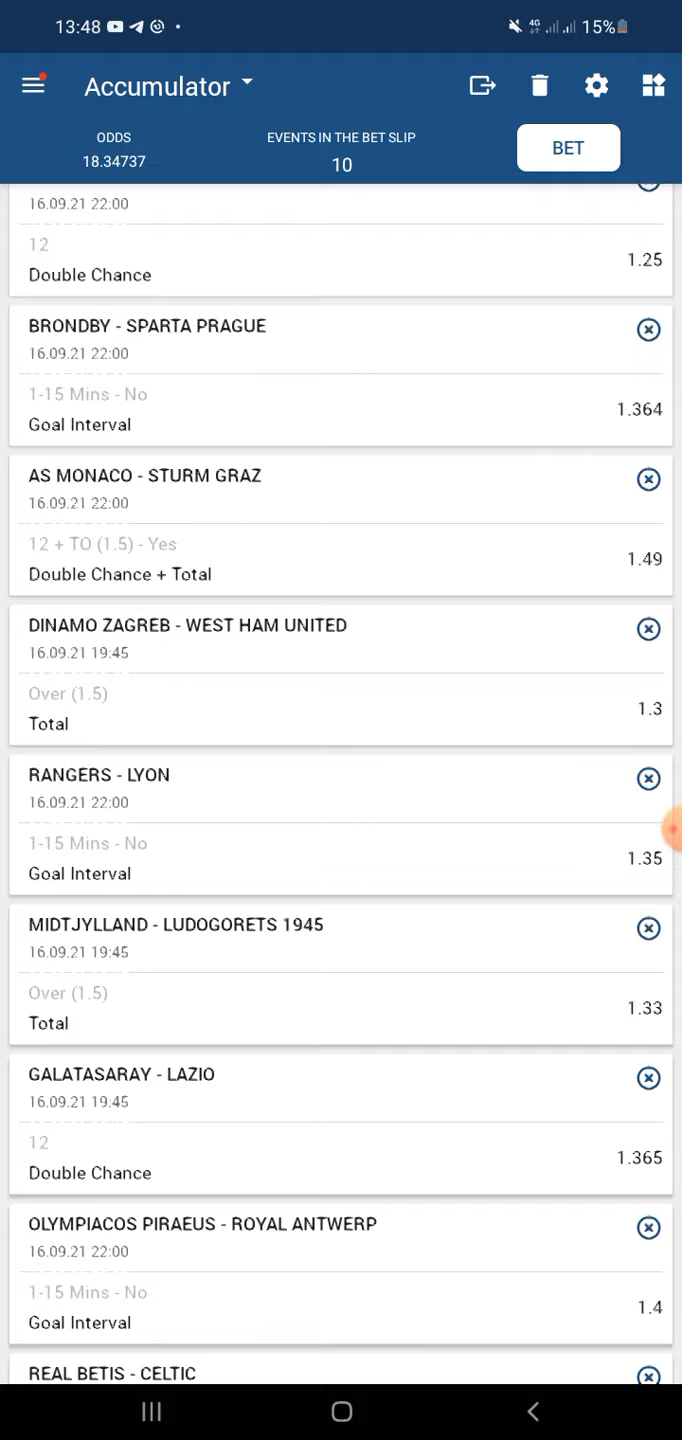 13:48
4G
15%
Accumulator
ODDS
18.34737
EVENTS IN THE BET SLIP
10
BET
16.09.21 22:00
12
Double Chance
1.25
BRONDBY - SPARTA PRAGUE
16.09.21 22:00
1-15 Mins - No
Goal Interval
1.364
AS MONACO - STURM GRAZ
16.09.21 22:00
12 + TO (1.5) - Yes
Double Chance + Total
1.49
DINAMO ZAGREB - WEST HAM UNITED
16.09.21 19:45
Over (1.5)
Total
1.3
RANGERS - LYON
16.09.21 22:00
1-15 Mins - No
Goal Interval
1.35
MIDTJYLLAND - LUDOGORETS 1945
16.09.21 19:45
Over (1.5)
Total
1.33
GALATASARAY - LAZIO
16.09.21 19:45
12
Double Chance
1.365
OLYMPIACOS PIRAEUS - ROYAL ANTWERP
16.09.21 22:00
1-15 Mins - No
Goal Interval
1.4
REAL BETIS - CELTIC